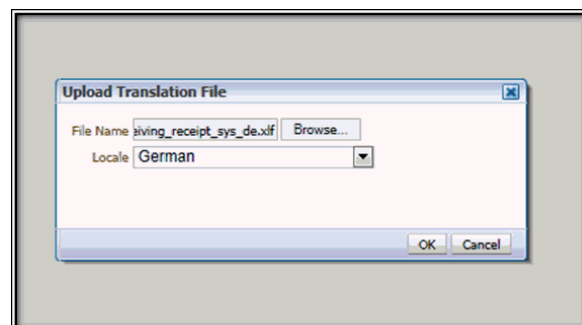 Upload Translation File
File Name eiving_receipt_sys_de.xlf Browse...
Locale German
OK Cancel